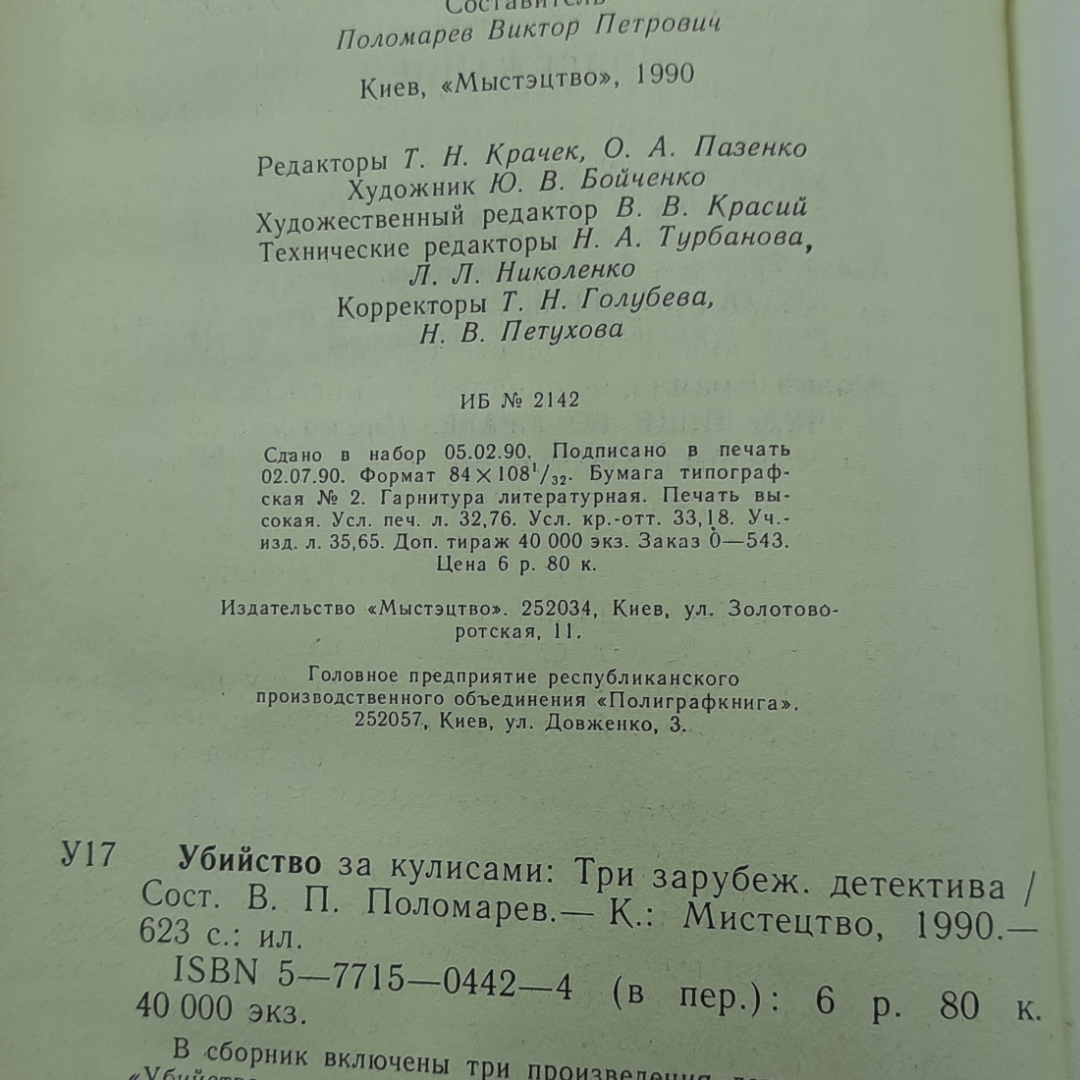 Составитель
Поломарев Виктор Петрович
Киев, «Мыстэцтво», 1990
Редакторы Т. Н. Крачек, О. А. Пазенко
Художник Ю. В. Бойченко
Художественный редактор В. В. Красий
Технические редакторы Н. А. Турбанова,
Л. Л. Николенко
Корректоры Т. Н. Голубева,
Н. В. Петухова
ИБ № 2142
Сдано в набор 05.02.90. Подписано в печать
02.07.90. Формат 84×108¹/₃₂. Бумага типограф-
ская № 2. Гарнитура литературная. Печать вы-
сокая. Усл. печ. л. 32,76. Усл. кр.-отт. 33,18. Уч.-
изд. л. 35,65. Доп. тираж 40 000 экз. Заказ 0—543.
Цена 6 р. 80 к.
Издательство «Мыстэцтво». 252034, Киев, ул. Золотово-
ротская, 11.
Головное предприятие республиканского
производственного объединения «Полиграфкнига».
252057, Киев, ул. Довженко, 3.
У17 Убийство за кулисами: Три зарубеж. детектива /
Сост. В. П. Поломарев.— К.: Мистецтво, 1990.—
623 с.: ил.
ISBN 5—7715—0442—4 (в пер.): 6 р. 80 к.
40 000 экз.
В сборник включены три произведения
«Убийство